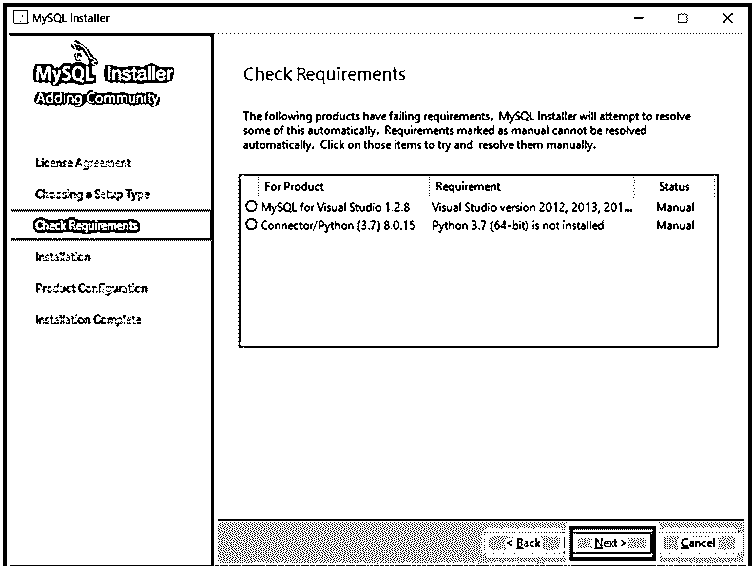 MySQL Installer
MySQL Installer
Adding Community
License Agreement
Choosing a Setup Type
Check Requirements
Installation
Product Configuration
Installation Complete
Check Requirements
The following products have failing requirements. MySQL Installer will attempt to resolve
some of this automatically. Requirements marked as manual cannot be resolved
automatically. Click on those items to try and resolve them manually.
For Product Requirement Status
MySQL for Visual Studio 1.2.8 Visual Studio version 2012, 2013, 201... Manual
Connector/Python (3.7) 8.0.15 Python 3.7 (64-bit) is not installed Manual
< Back Next > Cancel